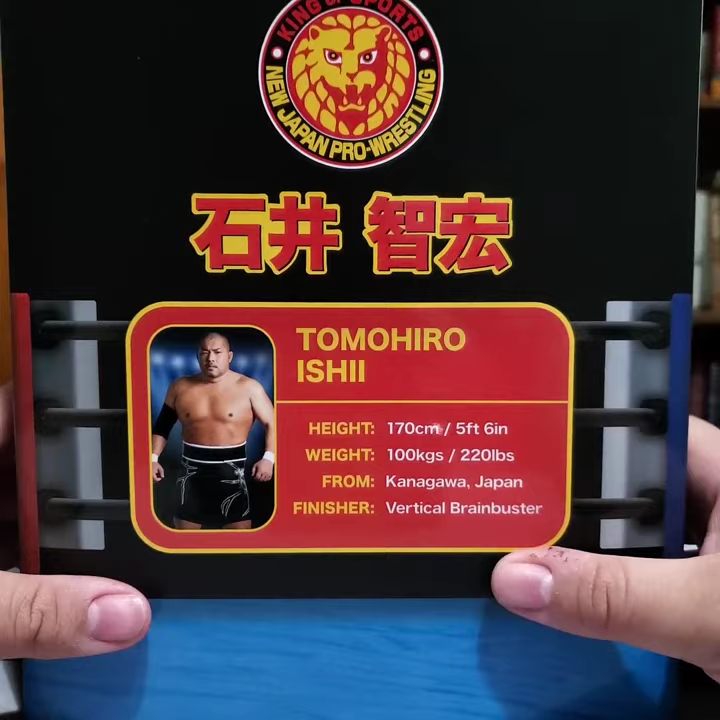 KING OF SPORTS
NEW JAPAN PRO-WRESTLING
石井 智宏
TOMOHIRO
ISHII
HEIGHT: 170cm / 5ft 6in
WEIGHT: 100kgs / 220lbs
FROM: Kanagawa, Japan
FINISHER: Vertical Brainbuster